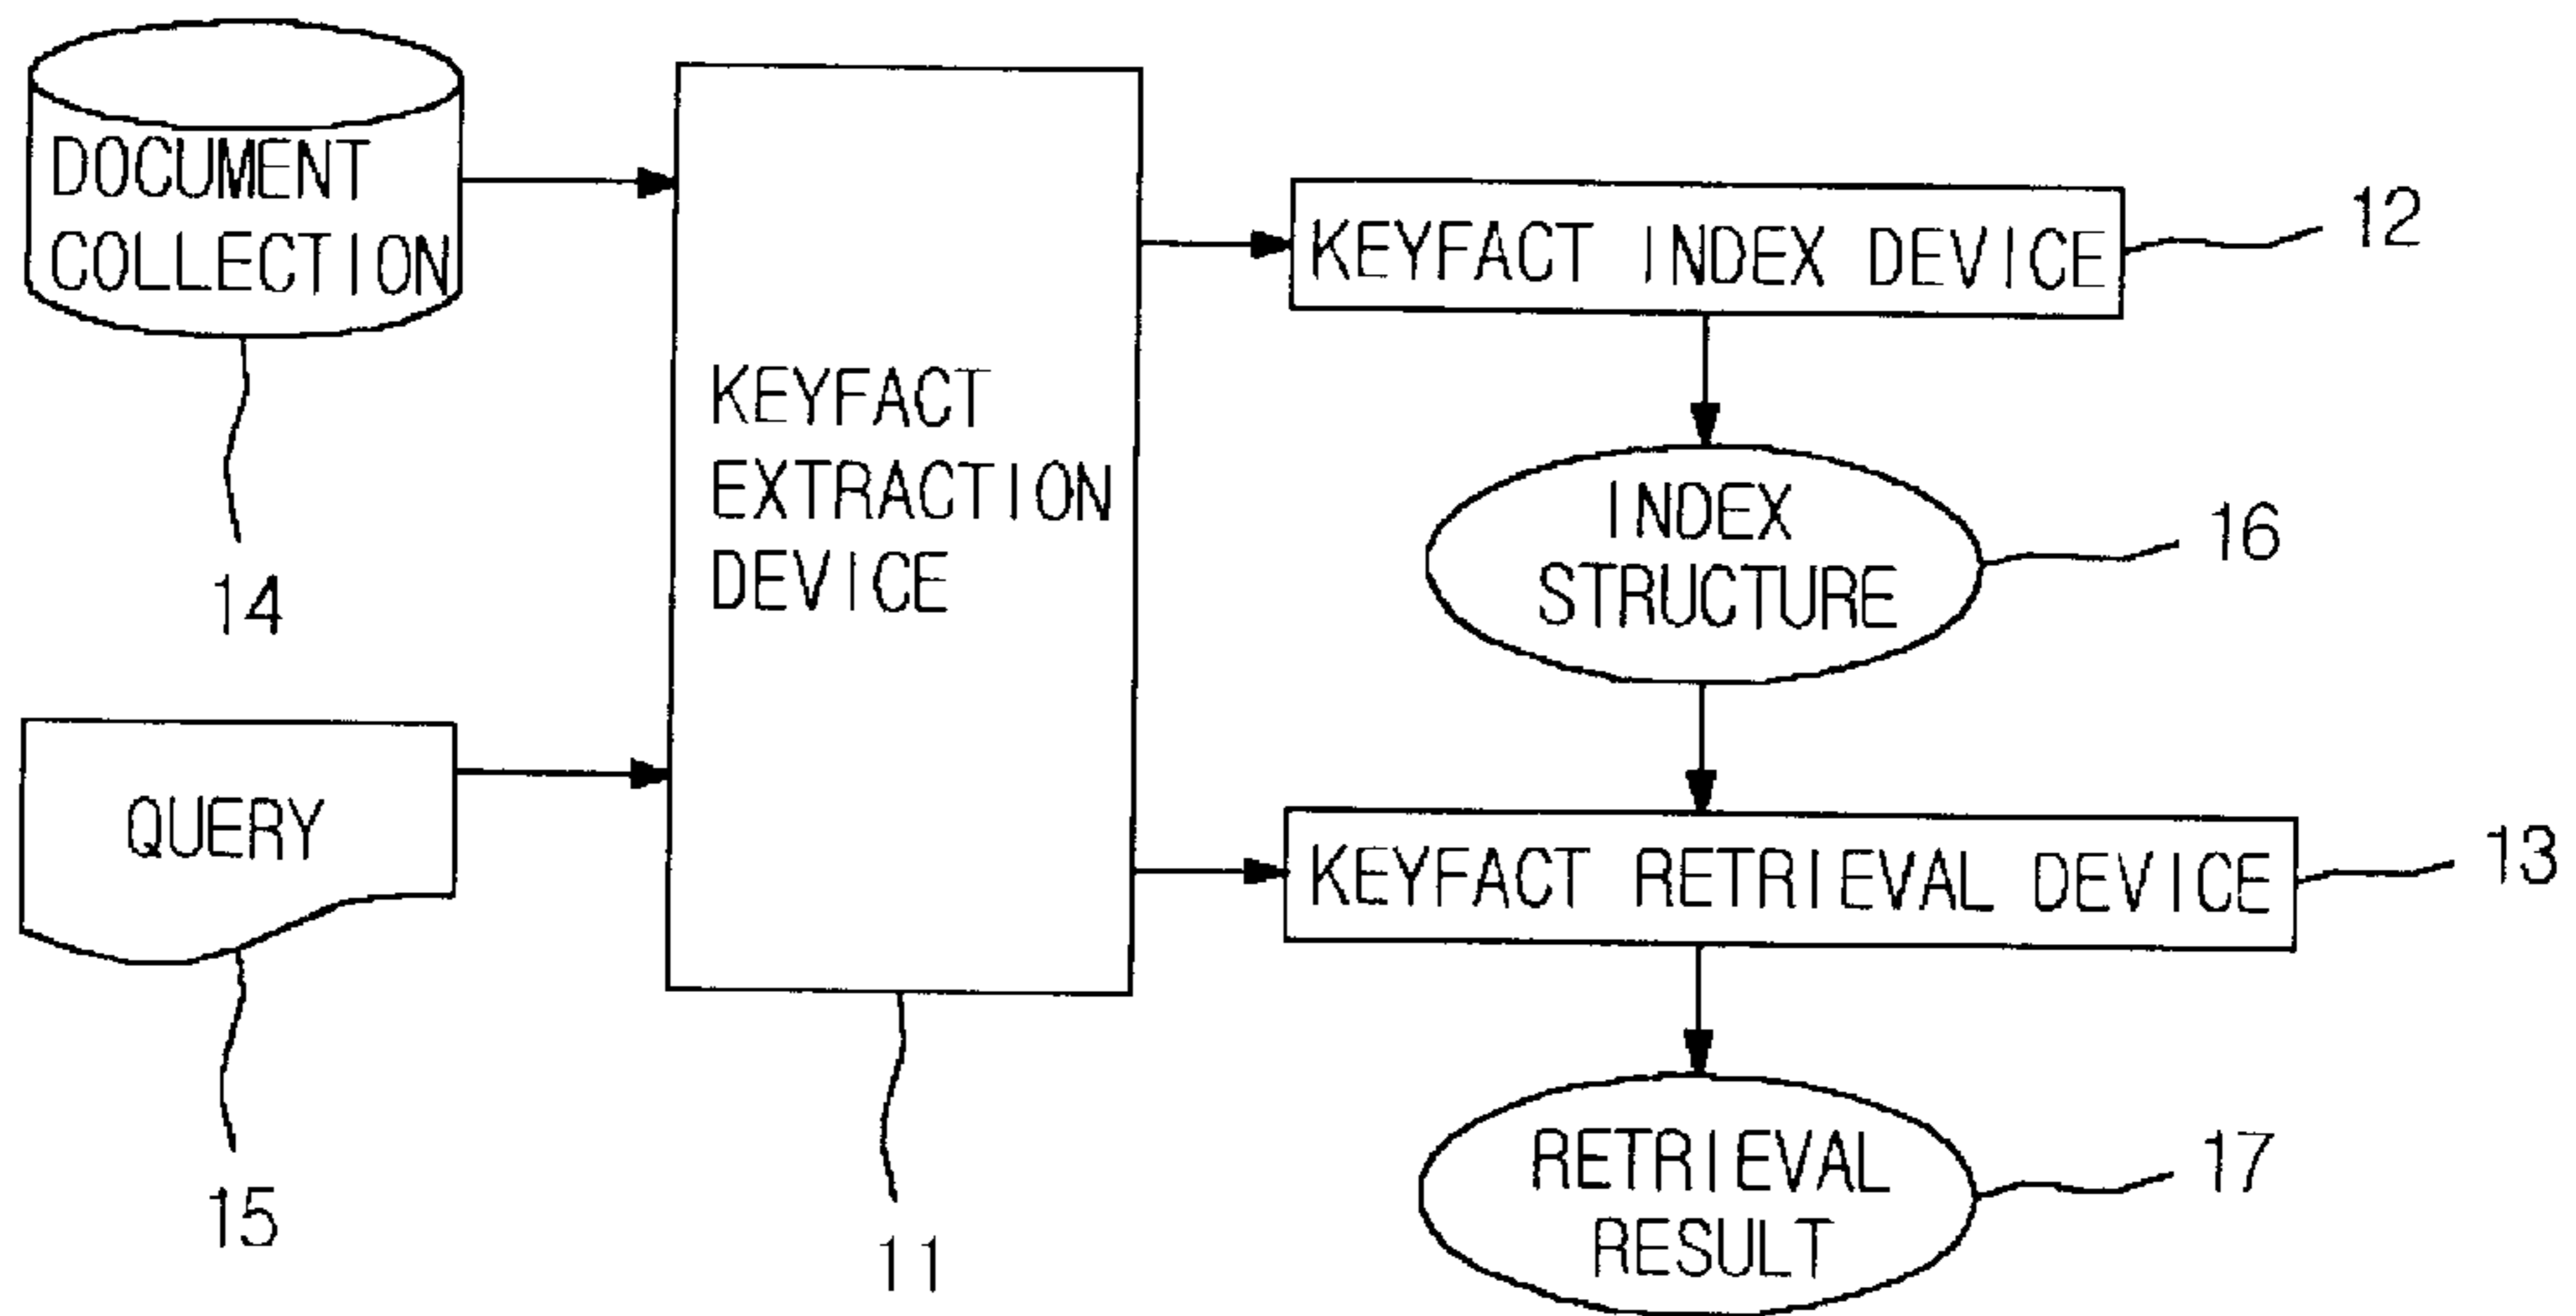 DOCUMENT
COLLECTION
14
QUERY
15
KEYFACT
EXTRACTION
DEVICE
11
KEYFACT INDEX DEVICE
12
INDEX
STRUCTURE
16
KEYFACT RETRIEVAL DEVICE
13
RETRIEVAL
RESULT
17